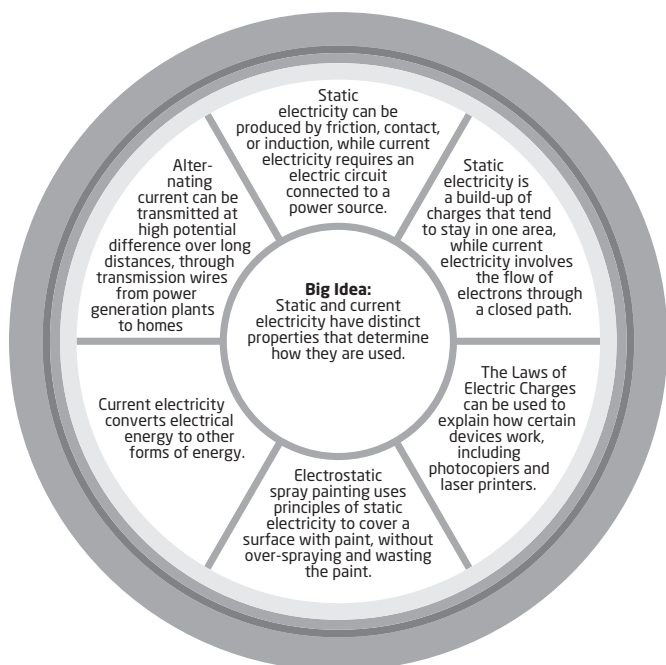 Static
electricity can be
produced by friction, contact,
or induction, while current
electricity requires an
electric circuit
connected to a
power source.
Static
electricity is
a build-up of
charges that tend
to stay in one area,
while current
electricity involves
the flow of
electrons through
a closed path.
The Laws of
Electric Charges
can be used to
explain how certain
devices work,
including
photocopiers and
laser printers.
Electrostatic
spray painting uses
principles of static
electricity to cover a
surface with paint, without
over-spraying and wasting
the paint.
Current electricity
converts electrical
energy to other
forms of energy.
Alter-
nating
current can be
transmitted at
high potential
difference over long
distances, through
transmission wires
from power
generation plants
to homes
Big Idea:
Static and current
electricity have distinct
properties that determine
how they are used.